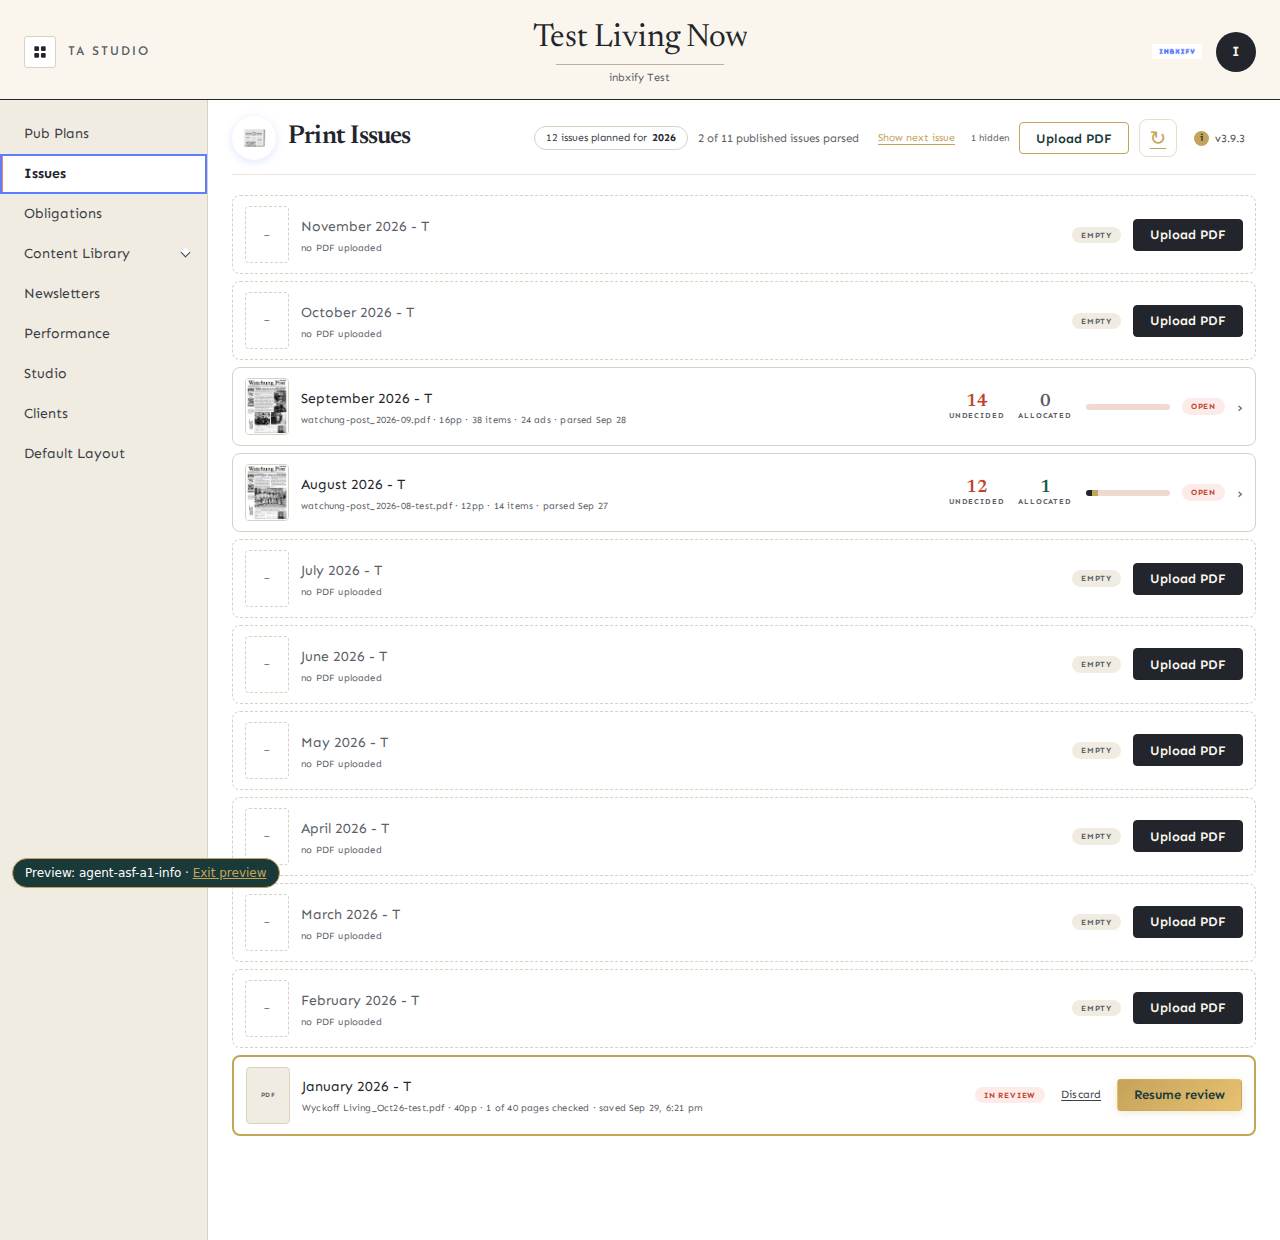 TA STUDIO
Test Living Now
inbxify Test
INBXIFY
I
Pub Plans
Issues
Obligations
Content Library
Newsletters
Performance
Studio
Clients
Default Layout
Print Issues
12 issues planned for 2026
2 of 11 published issues parsed
Show next issue
1 hidden
Upload PDF
↻
i v3.9.3
–
November 2026 - T
no PDF uploaded
EMPTY
Upload PDF
–
October 2026 - T
no PDF uploaded
EMPTY
Upload PDF
Watchung Post
September 2026 - T
watchung-post_2026-09.pdf · 16pp · 38 items · 24 ads · parsed Sep 28
14 UNDECIDED
0 ALLOCATED
OPEN ›
Watchung Post
August 2026 - T
watchung-post_2026-08-test.pdf · 12pp · 14 items · parsed Sep 27
12 UNDECIDED
1 ALLOCATED
OPEN ›
–
July 2026 - T
no PDF uploaded
EMPTY
Upload PDF
–
June 2026 - T
no PDF uploaded
EMPTY
Upload PDF
–
May 2026 - T
no PDF uploaded
EMPTY
Upload PDF
–
April 2026 - T
no PDF uploaded
EMPTY
Upload PDF
Preview: agent-asf-a1-info · Exit preview
–
March 2026 - T
no PDF uploaded
EMPTY
Upload PDF
–
February 2026 - T
no PDF uploaded
EMPTY
Upload PDF
PDF
January 2026 - T
Wyckoff Living_Oct26-test.pdf · 40pp · 1 of 40 pages checked · saved Sep 29, 6:21 pm
IN REVIEW
Discard
Resume review